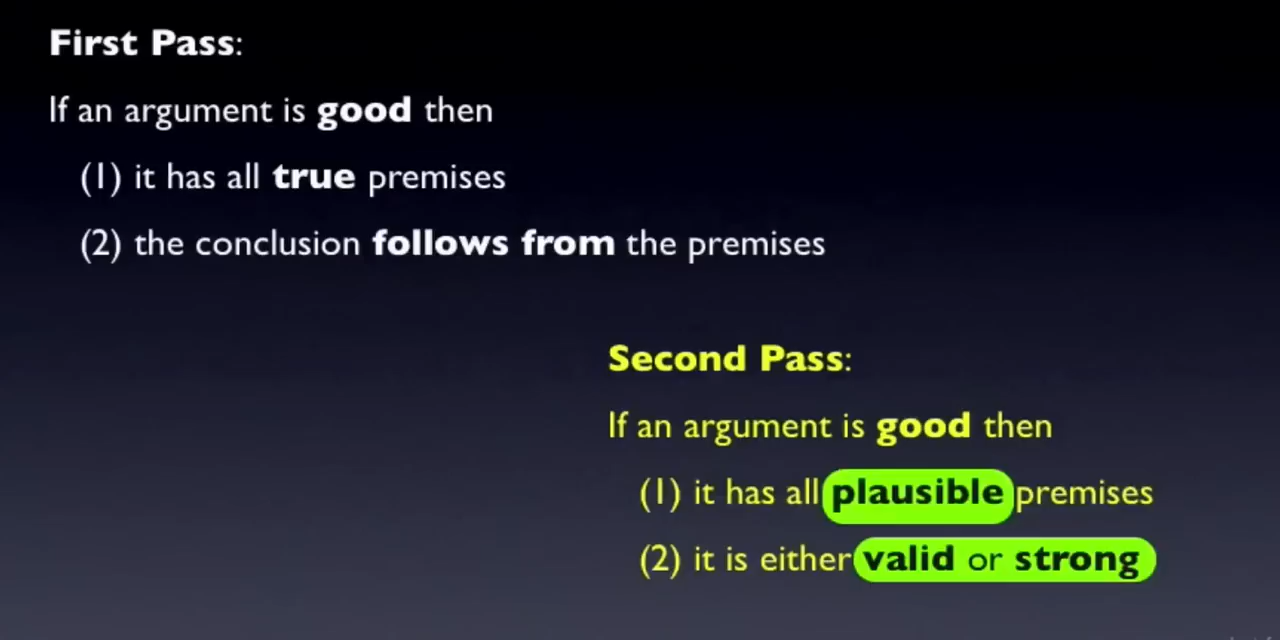 First Pass:
If an argument is good then
(1) it has all true premises
(2) the conclusion follows from the premises
Second Pass:
If an argument is good then
(1) it has all plausible premises
(2) it is either valid or strong